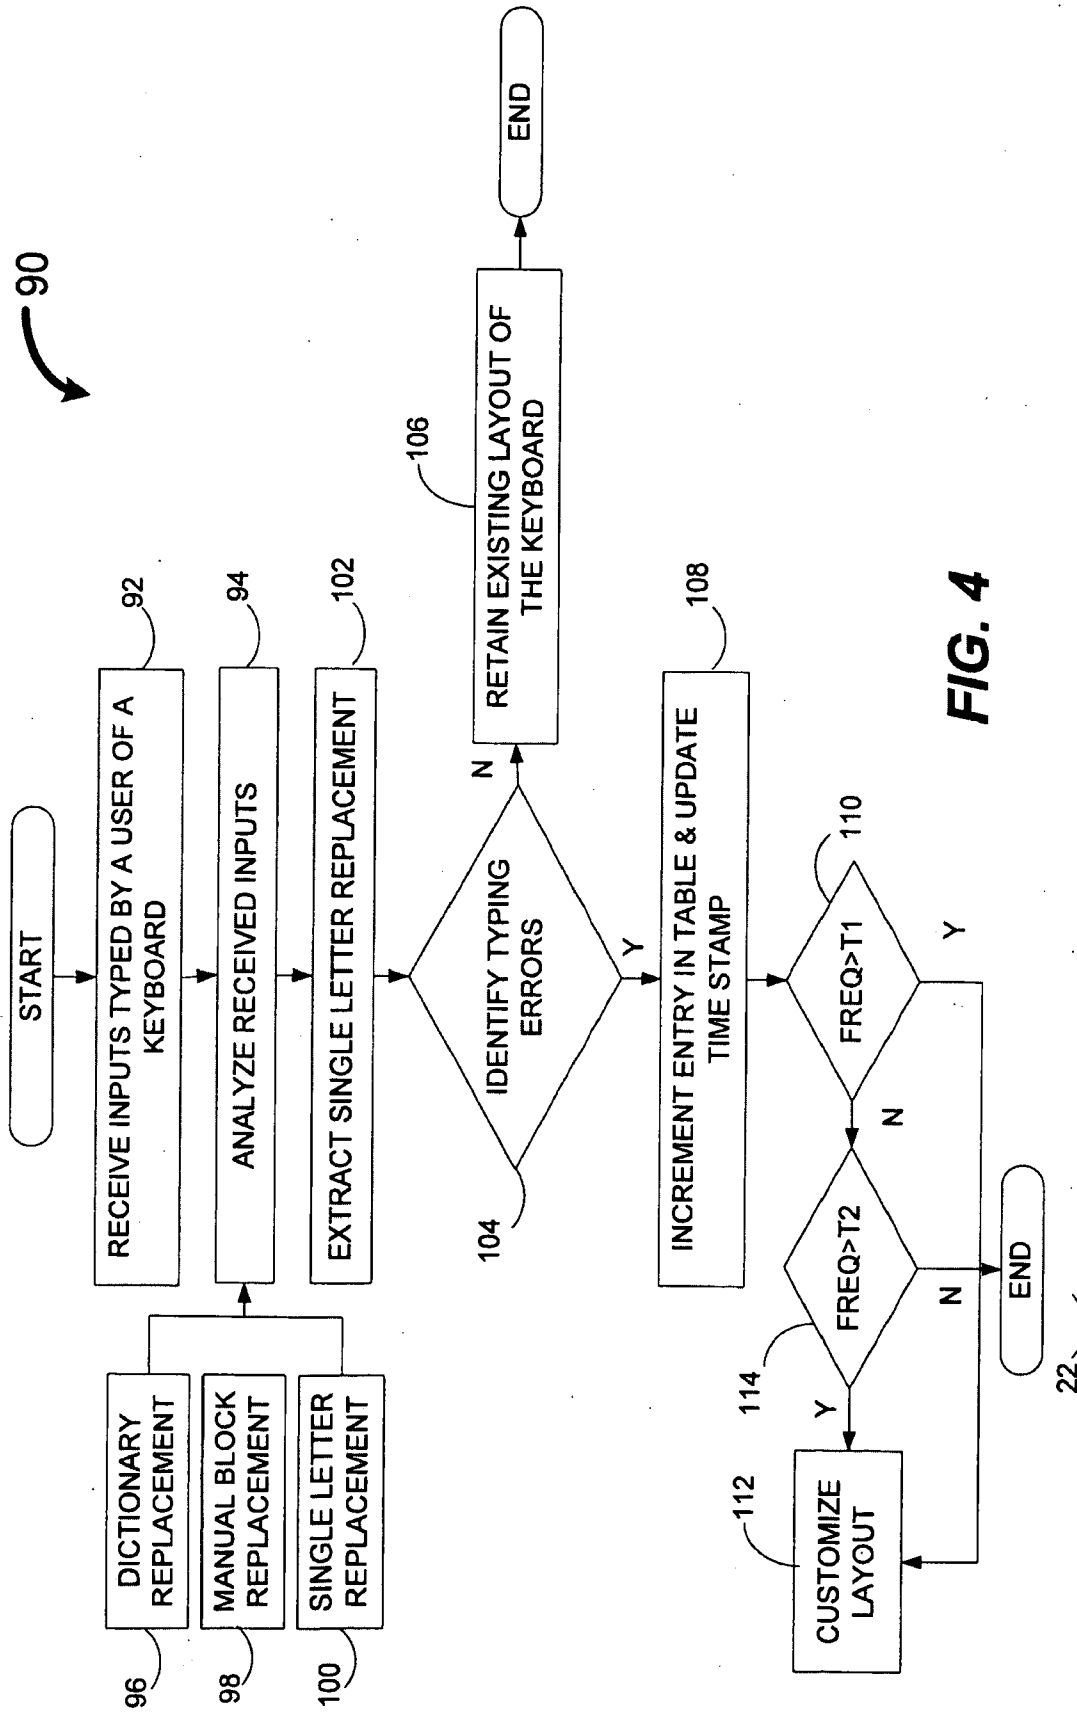 90
START
RECEIVE INPUTS TYPED BY A USER OF A
KEYBOARD
92
ANALYZE RECEIVED INPUTS
94
DICTIONARY
REPLACEMENT
96
MANUAL BLOCK
REPLACEMENT
98
SINGLE LETTER
REPLACEMENT
100
EXTRACT SINGLE LETTER REPLACEMENT
102
IDENTIFY TYPING
ERRORS
104
N
RETAIN EXISTING LAYOUT OF
THE KEYBOARD
106
END
Y
INCREMENT ENTRY IN TABLE & UPDATE
TIME STAMP
108
FREQ>T1
110
Y
N
FREQ>T2
114
Y
N
CUSTOMIZE
LAYOUT
112
END
22
FIG. 4